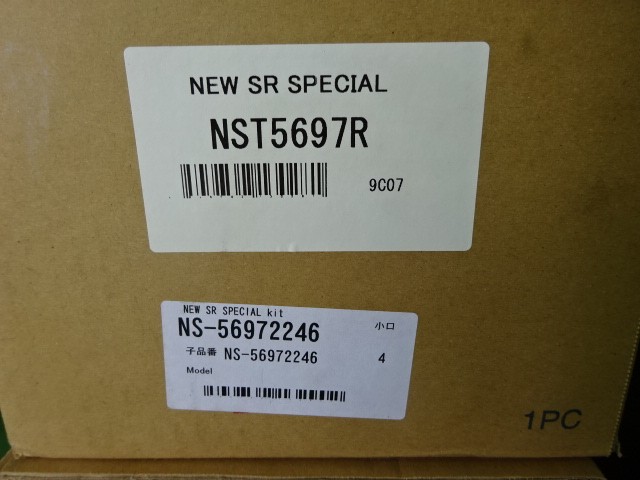 NEW SR SPECIAL
NST5697R
9C07
NEW SR SPECIAL kit
NS-56972246 小口
子品番 NS-56972246 4
Model
1PC